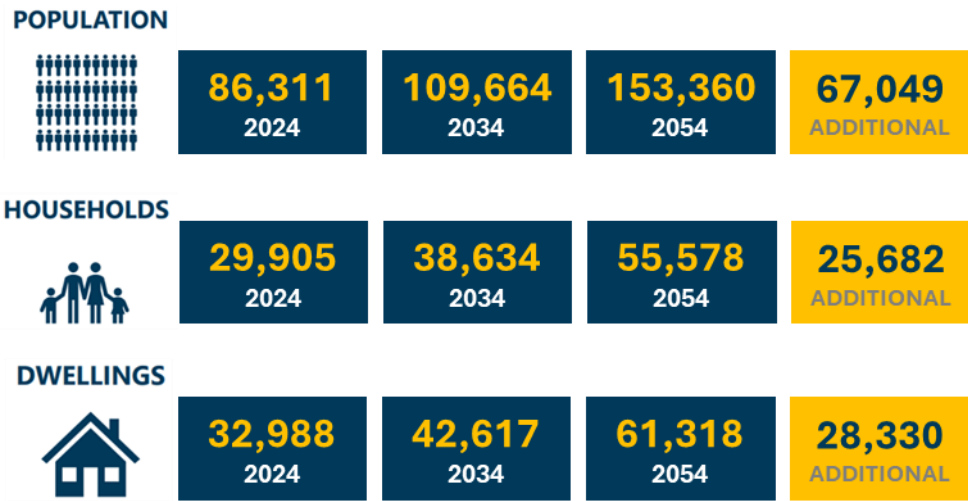 POPULATION
86,311 109,664 153,360 67,049
2024 2034 2054 ADDITIONAL
HOUSEHOLDS
29,905 38,634 55,578 25,682
2024 2034 2054 ADDITIONAL
DWELLINGS
32,988 42,617 61,318 28,330
2024 2034 2054 ADDITIONAL